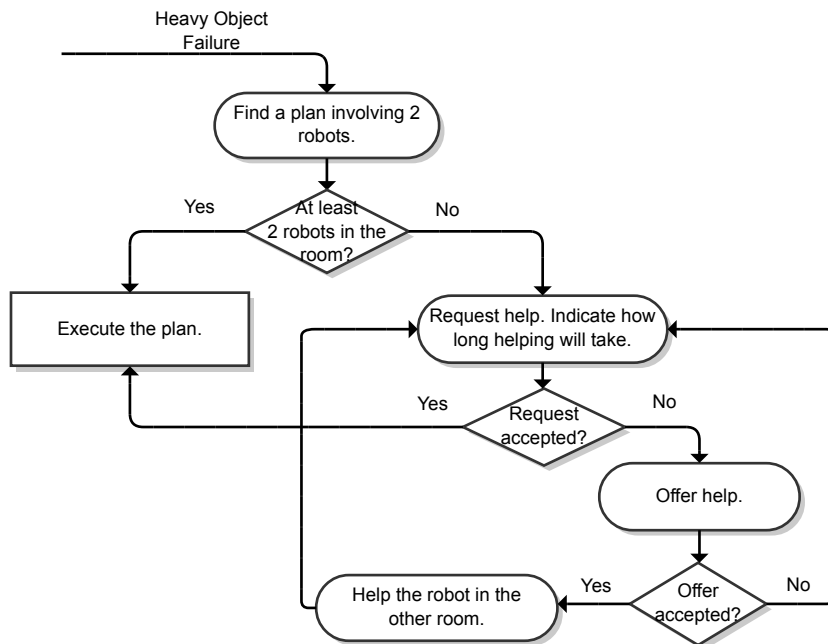 Heavy Object
Failure
Find a plan involving 2
robots.
Yes
At least
2 robots in the
room?
No
Execute the plan.
Request help. Indicate how
long helping will take.
Yes
Request
accepted?
No
Offer help.
Help the robot in the
other room.
Yes
Offer
accepted?
No